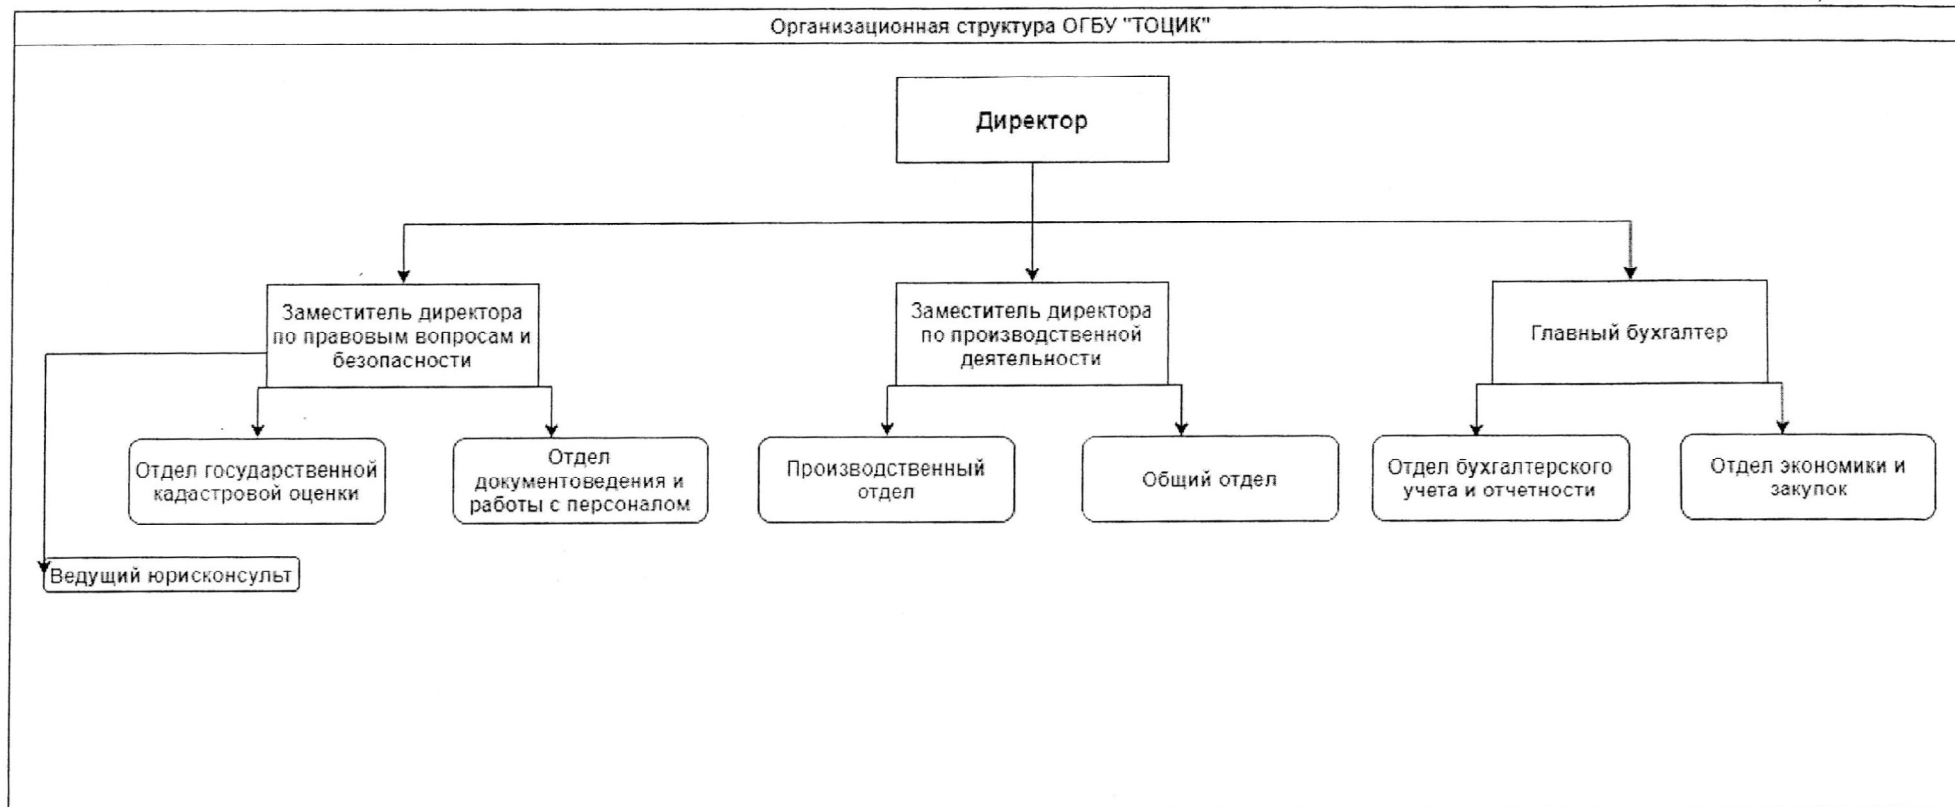 Организационная структура ОГБУ "ТОЦИК"
Директор
Заместитель директора
по правовым вопросам и
безопасности
Заместитель директора
по производственной
деятельности
Главный бухгалтер
Отдел государственной
кадастровой оценки
Отдел
документоведения и
работы с персоналом
Производственный
отдел
Общий отдел
Отдел бухгалтерского
учета и отчетности
Отдел экономики и
закупок
Ведущий юрисконсульт